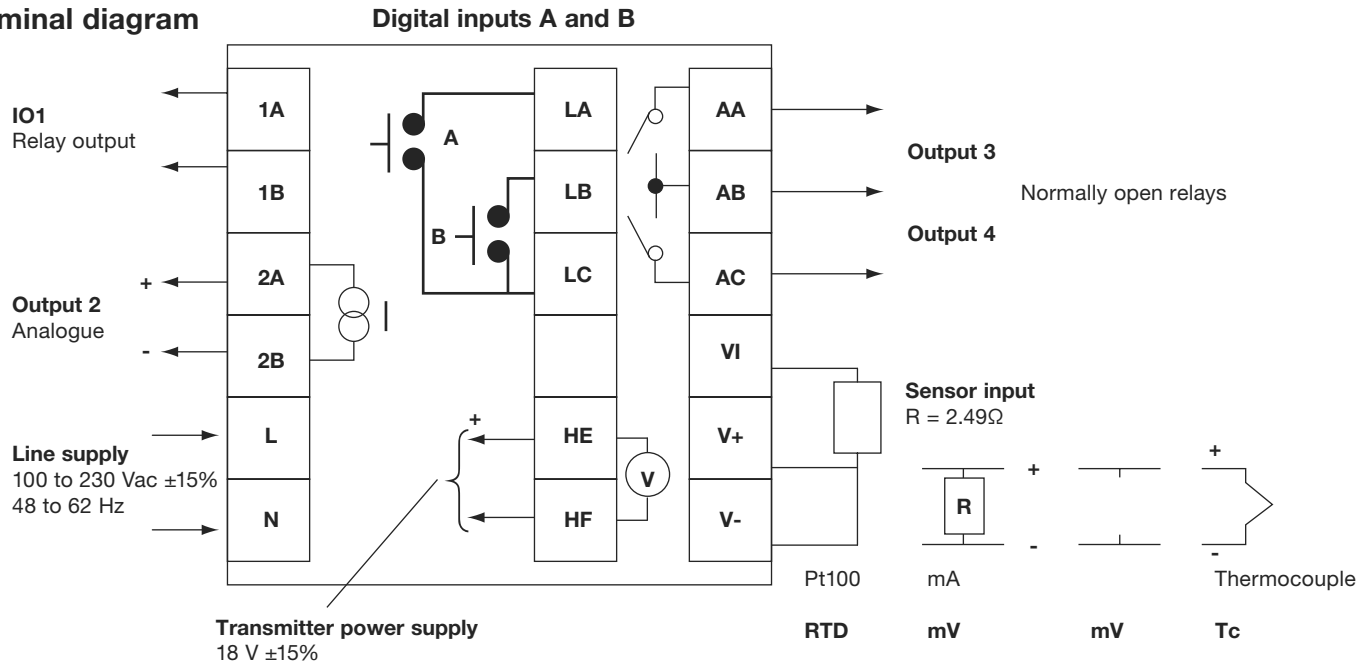 minal diagram
Digital inputs A and B
IO1
Relay output
Output 2
Analogue
Line supply
100 to 230 Vac ±15%
48 to 62 Hz
+
-
1A
1B
2A
2B
L
N
I
A
B
LA
LB
LC
HE
HF
+
V
AA
AB
AC
VI
V+
V-
Output 3
Normally open relays
Output 4
Sensor input
R = 2.49Ω
R
+
-
+
-
Pt100
mA
Thermocouple
RTD
mV
mV
Tc
Transmitter power supply
18 V ±15%